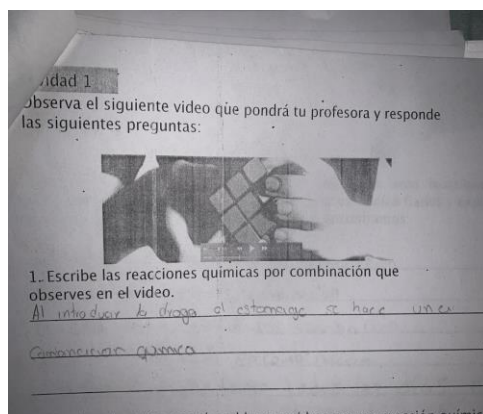 idad 1
Observa el siguiente video que pondrá tu profesora y responde
las siguientes preguntas:
1. Escribe las reacciones químicas por combinación que
observes en el video.
Al introducir la droga al estomago se hace una
Combinacion quimica